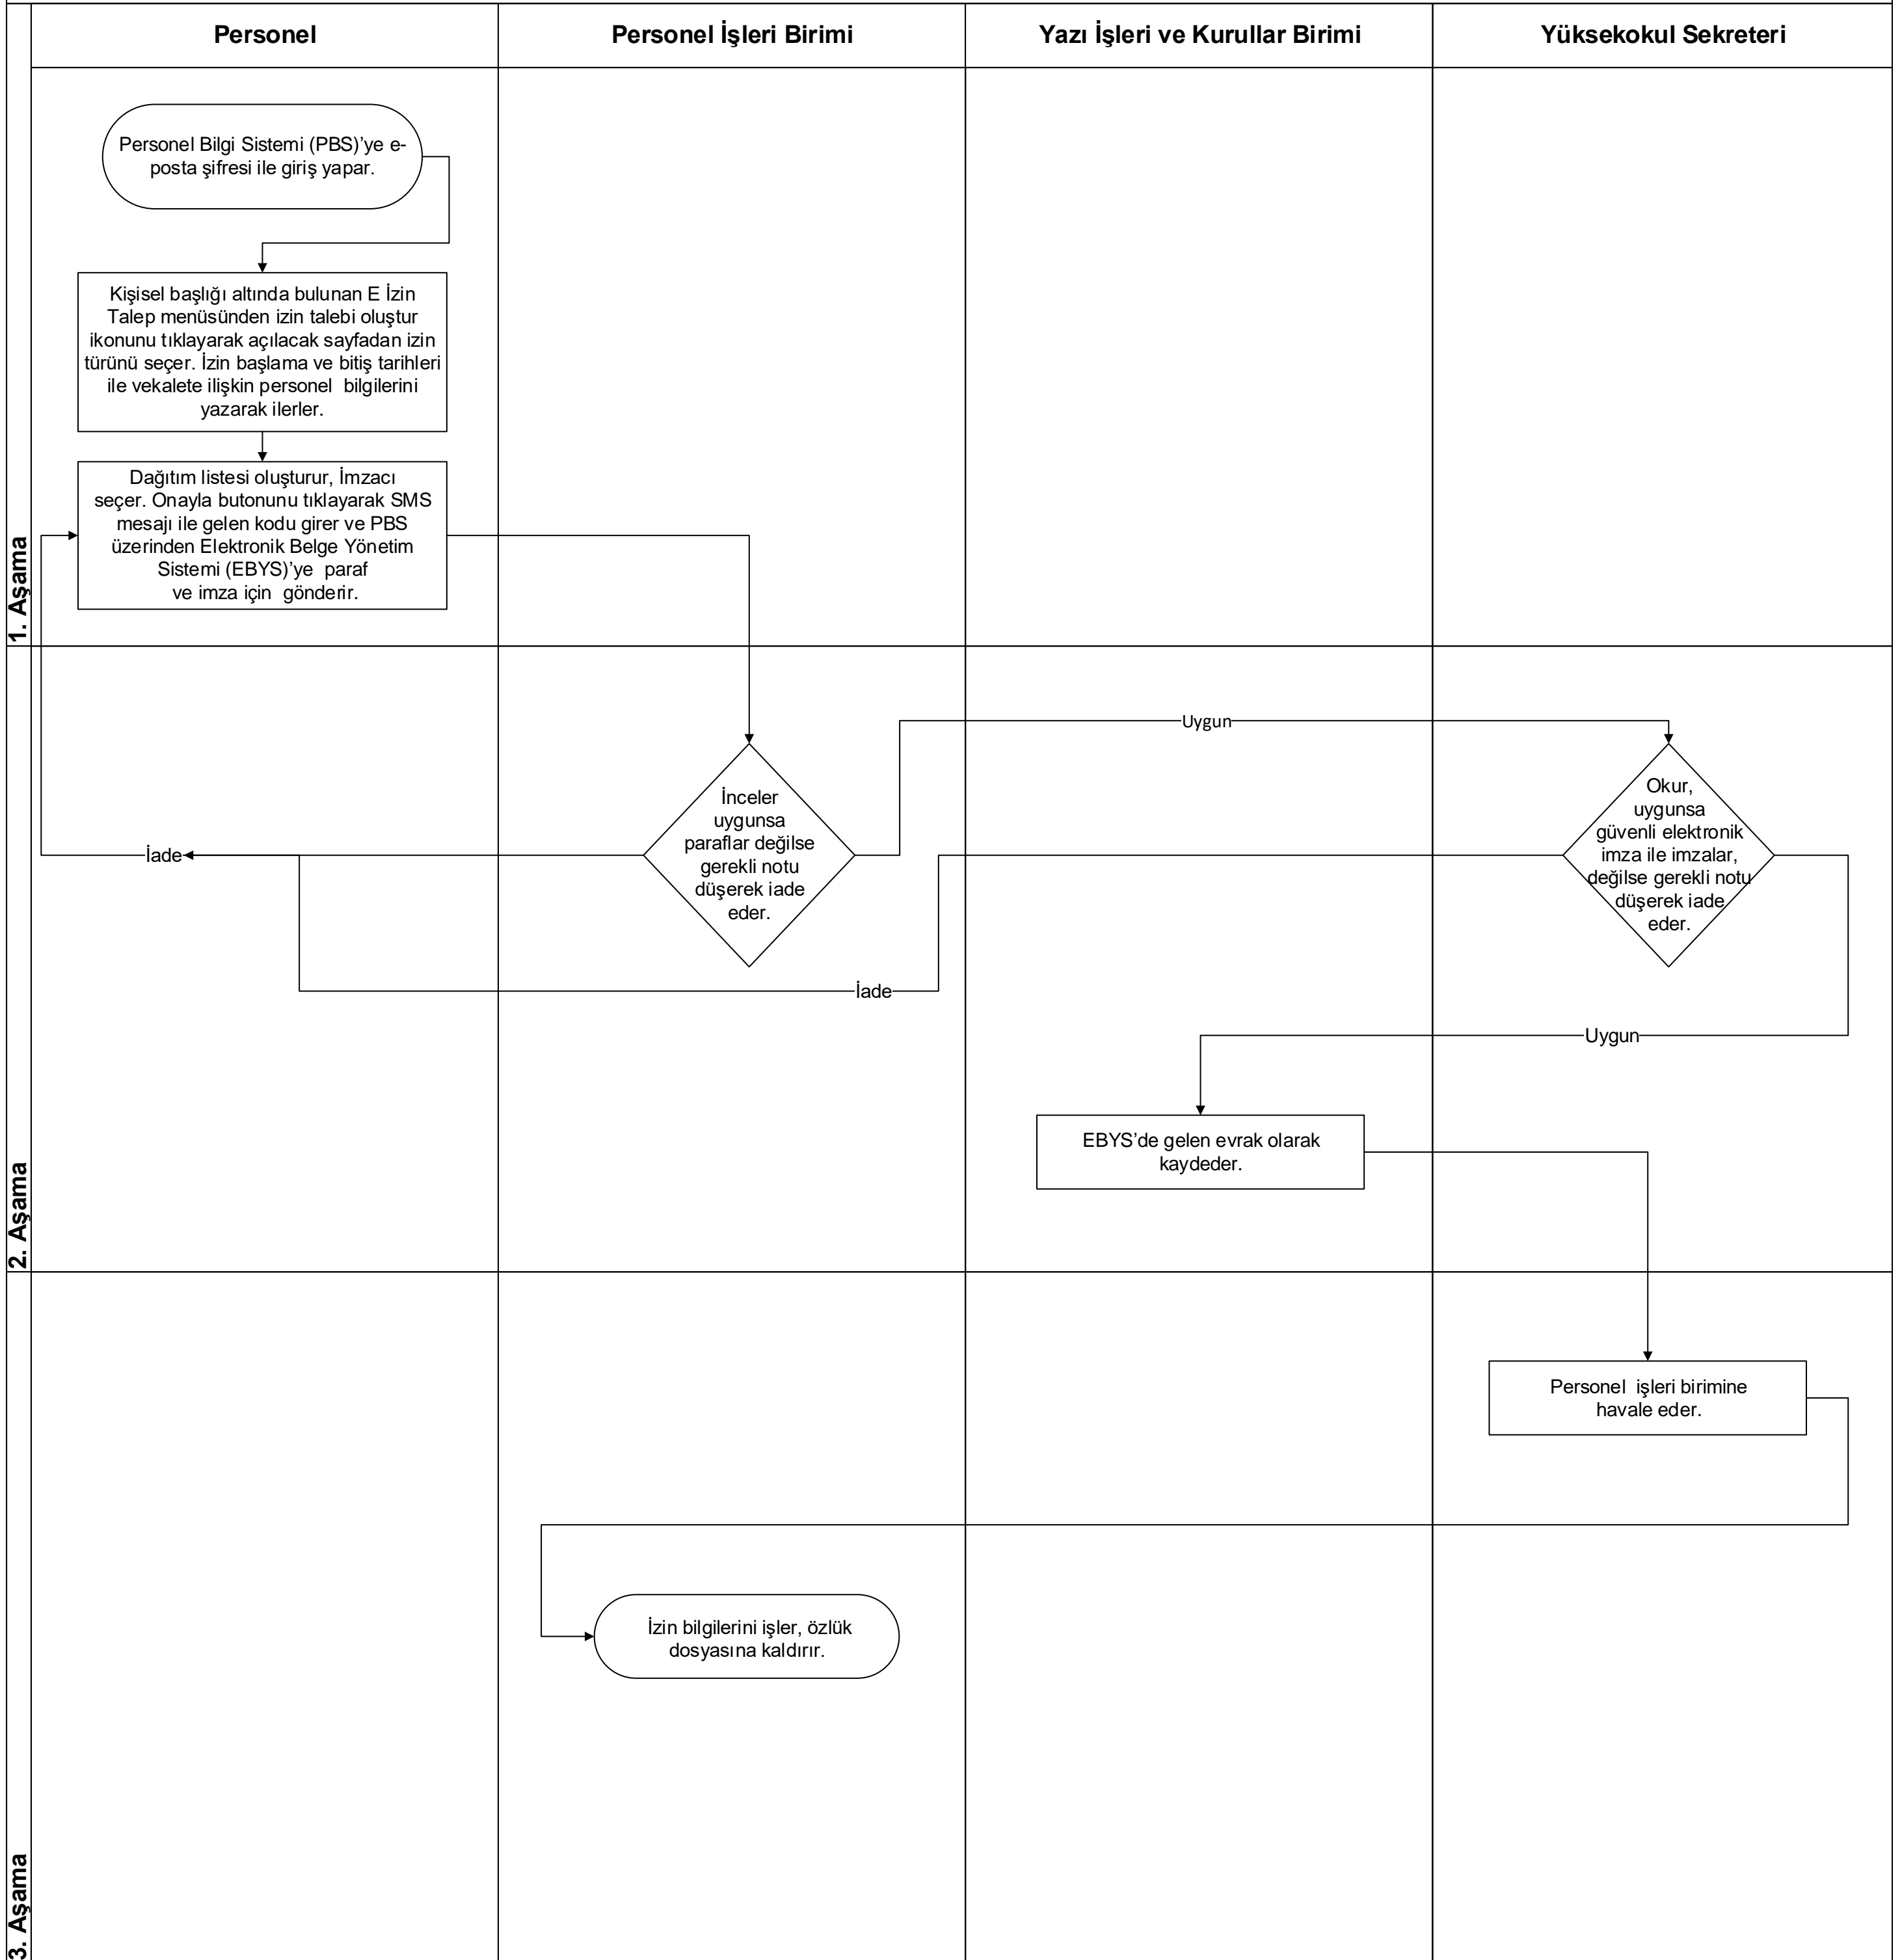 Personel
Personel İşleri Birimi
Yazı İşleri ve Kurullar Birimi
Yüksekokul Sekreteri
1. Aşama
Personel Bilgi Sistemi (PBS)’ye e-
posta şifresi ile giriş yapar.
Kişisel başlığı altında bulunan E İzin
Talep menüsünden izin talebi oluştur
ikonunu tıklayarak açılacak sayfadan izin
türünü seçer. İzin başlama ve bitiş tarihleri
ile vekalete ilişkin personel  bilgilerini
yazarak ilerler.
Dağıtım listesi oluşturur, İmzacı
seçer. Onayla butonunu tıklayarak SMS
mesajı ile gelen kodu girer ve PBS
üzerinden Elektronik Belge Yönetim
Sistemi (EBYS)’ye  paraf
ve imza için  gönderir.
2. Aşama
Uygun
İnceler
uygunsa
paraflar değilse
gerekli notu
düşerek iade
eder.
Okur,
uygunsa
güvenli elektronik
imza ile imzalar,
değilse gerekli notu
düşerek iade
eder.
İade
İade
Uygun
EBYS’de gelen evrak olarak
kaydeder.
3. Aşama
Personel  işleri birimine
havale eder.
İzin bilgilerini işler, özlük
dosyasına kaldırır.